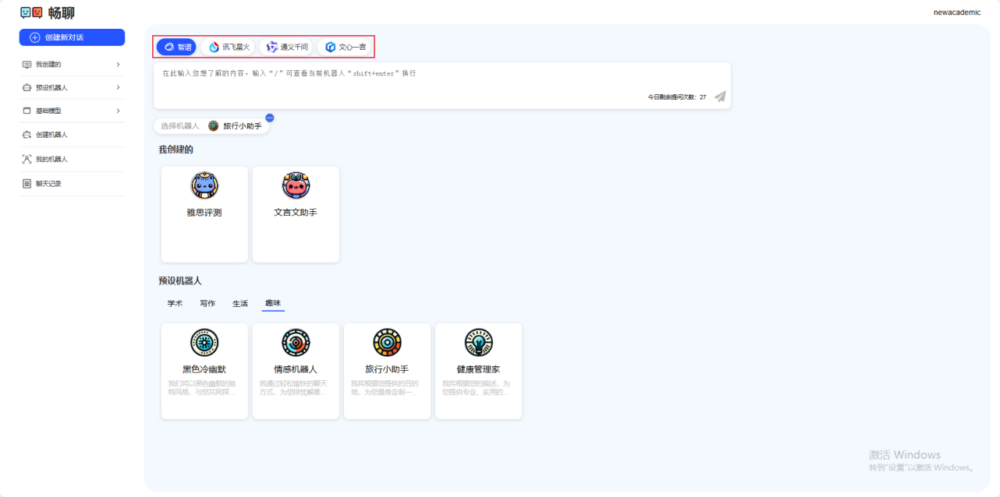 畅聊
newacademic
创建新对话
我创建的
预设机器人
基础模型
创建机器人
我的机器人
聊天记录
智谱 讯飞星火 通义千问 文心一言
在此输入您想了解的内容，输入“/”可查看当前机器人“shift+enter”换行
今日剩余提问次数：27
选择机器人 旅行小助手
我创建的
雅思评测 文言文助手
预设机器人
学术 写作 生活 趣味
黑色冷幽默 情感机器人 旅行小助手 健康管理家
我们将以黑色幽默的独 我通过轻松愉快的聊天 我将根据您提供的目的 我将根据您的描述，为
特风格，与您共同探... 方式，为您排忧解难... 地，为您量身定制一... 您提供专业、实用的...
激活 Windows
转到“设置”以激活 Windows。